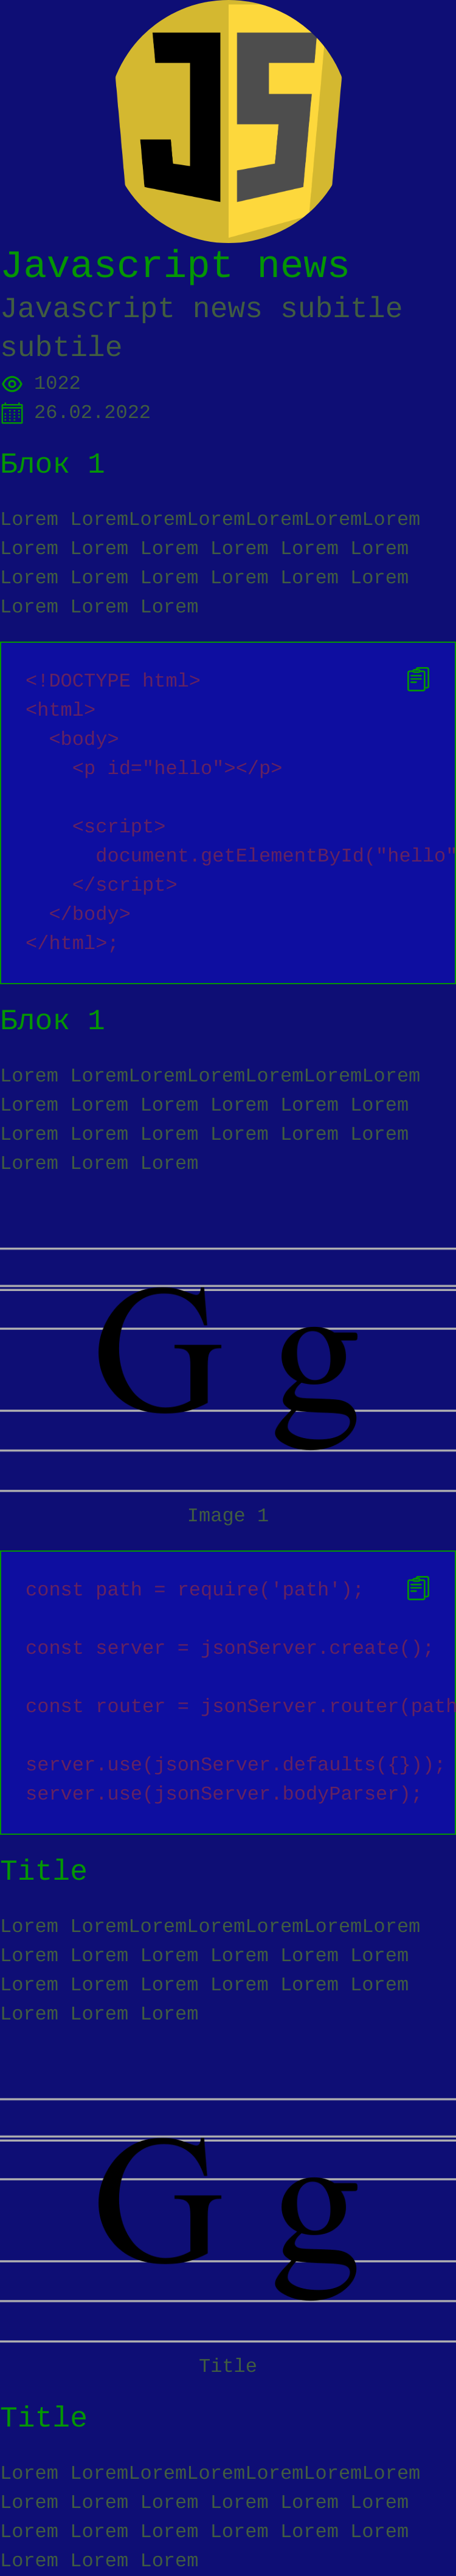 JS
Javascript news
Javascript news subitle
subtile
1022
26.02.2022
Блок 1
Lorem LoremLoremLoremLoremLoremLorem
Lorem Lorem Lorem Lorem Lorem Lorem
Lorem Lorem Lorem Lorem Lorem Lorem
Lorem Lorem Lorem
<!DOCTYPE html>
<html>
  <body>
    <p id="hello"></p>

    <script>
      document.getElementById("hello"
    </script>
  </body>
</html>;
Блок 1
Lorem LoremLoremLoremLoremLoremLorem
Lorem Lorem Lorem Lorem Lorem Lorem
Lorem Lorem Lorem Lorem Lorem Lorem
Lorem Lorem Lorem
G g
Image 1
const path = require('path');

const server = jsonServer.create();

const router = jsonServer.router(path

server.use(jsonServer.defaults({}));
server.use(jsonServer.bodyParser);
Title
Lorem LoremLoremLoremLoremLoremLorem
Lorem Lorem Lorem Lorem Lorem Lorem
Lorem Lorem Lorem Lorem Lorem Lorem
Lorem Lorem Lorem
G g
Title
Title
Lorem LoremLoremLoremLoremLoremLorem
Lorem Lorem Lorem Lorem Lorem Lorem
Lorem Lorem Lorem Lorem Lorem Lorem
Lorem Lorem Lorem